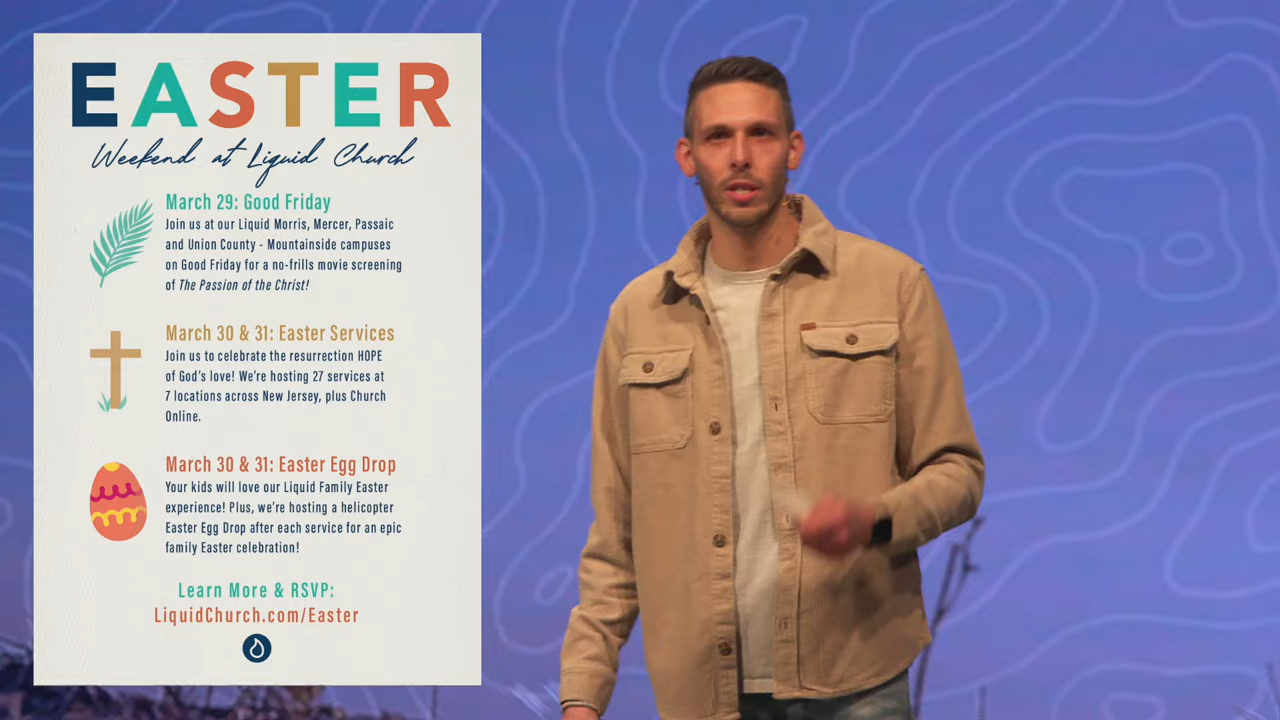 EASTER
Weekend at Liquid Church
March 29: Good Friday
Join us at our Liquid Morris, Mercer, Passaic
and Union County - Mountainside campuses
on Good Friday for a no-frills movie screening
of The Passion of the Christ!
March 30 & 31: Easter Services
Join us to celebrate the resurrection HOPE
of God's love! We're hosting 27 services at
7 locations across New Jersey, plus Church
Online.
March 30 & 31: Easter Egg Drop
Your kids will love our Liquid Family Easter
experience! Plus, we're hosting a helicopter
Easter Egg Drop after each service for an epic
family Easter celebration!
Learn More & RSVP:
LiquidChurch.com/Easter